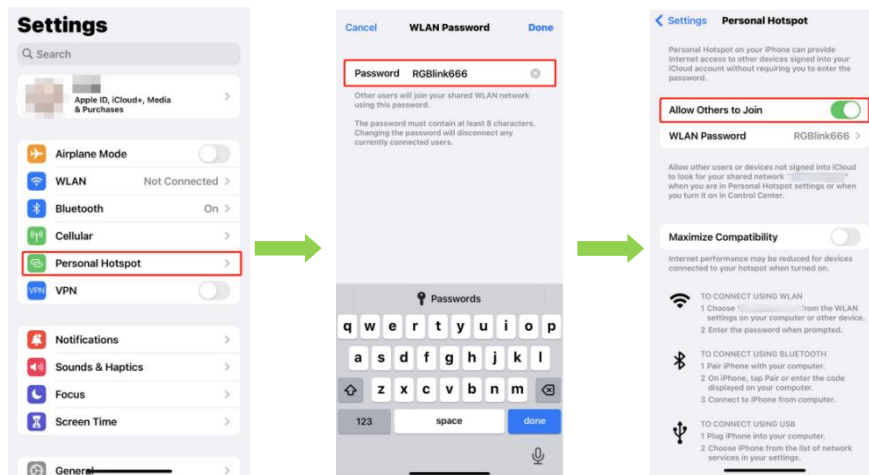 Settings
Search
Apple ID, iCloud+, Media
& Purchases
Airplane Mode
WLAN Not Connected
Bluetooth On
Cellular
Personal Hotspot
VPN VPN
Notifications
Sounds & Haptics
Focus
Screen Time
General
Cancel WLAN Password Done
Password RGBlink666
Other users will join your shared WLAN network
using this password.
The password must contain at least 8 characters.
Changing the password will disconnect any
currently connected users.
Passwords
q w e r t y u i o p
a s d f g h j k l
z x c v b n m
123 space done
Settings Personal Hotspot
Personal Hotspot on your iPhone can provide
Internet access to other devices signed into your
iCloud account without requiring you to enter the
password.
Allow Others to Join
WLAN Password RGBlink666
Allow other users or devices not signed into iCloud
to look for your shared network " "
when you are in Personal Hotspot settings or when
you turn it on in Control Center.
Maximize Compatibility
Internet performance may be reduced for devices
connected to your hotspot when turned on.
TO CONNECT USING WLAN
1 Choose " from the WLAN
settings on your computer or other device.
2 Enter the password when prompted.
TO CONNECT USING BLUETOOTH
1 Pair iPhone with your computer.
2 On iPhone, tap Pair or enter the code
displayed on your computer.
3 Connect to iPhone from computer.
TO CONNECT USING USB
1 Plug iPhone into your computer.
2 Choose iPhone from the list of network
services in your settings.